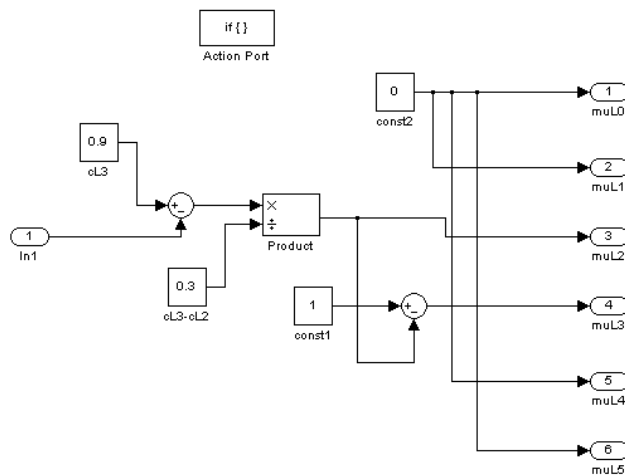 if { }
Action Port
0
const2
1
muL0
0.9
cL3
2
muL1
+
−
×
÷
Product
1
In1
3
muL2
0.3
cL3-cL2
1
const1
+
−
4
muL3
5
muL4
6
muL5